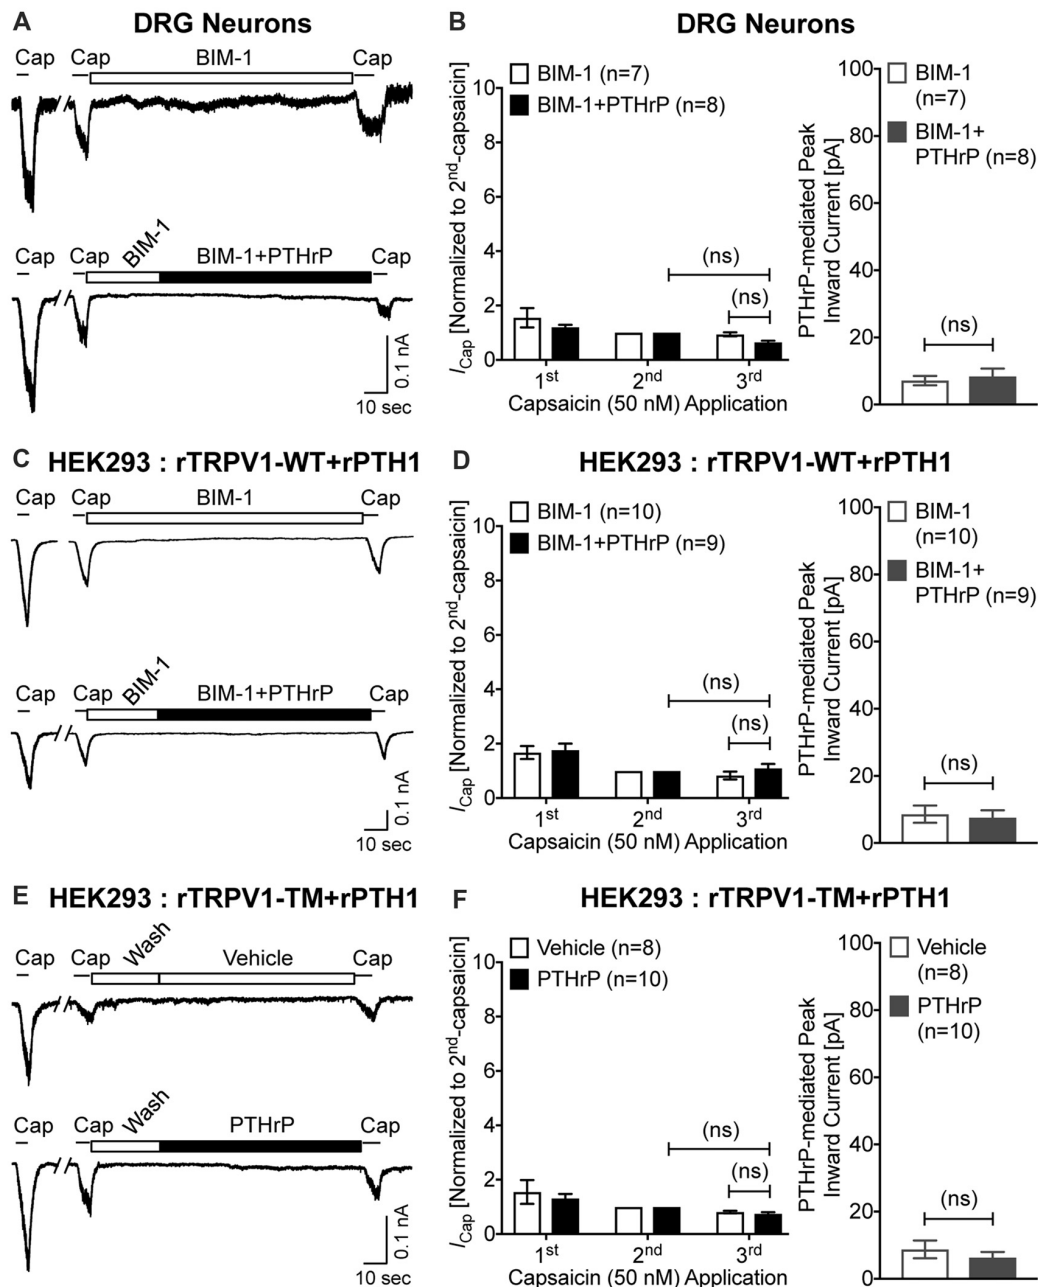 A DRG Neurons
Cap Cap BIM-1 Cap
Cap Cap BIM-1 BIM-1+PTHrP Cap
0.1 nA
10 sec
B DRG Neurons
I Cap [Normalized to 2nd-capsaicin]
10
8
6
4
2
0
BIM-1 (n=7)
BIM-1+PTHrP (n=8)
(ns)
(ns)
1st 2nd 3rd
Capsaicin (50 nM) Application
PTHrP-mediated Peak
Inward Current [pA]
100
80
60
40
20
0
BIM-1
(n=7)
BIM-1+
PTHrP (n=8)
(ns)
C HEK293 : rTRPV1-WT+rPTH1
Cap Cap BIM-1 Cap
Cap Cap BIM-1 BIM-1+PTHrP Cap
0.1 nA
10 sec
D HEK293 : rTRPV1-WT+rPTH1
I Cap [Normalized to 2nd-capsaicin]
10
8
6
4
2
0
BIM-1 (n=10)
BIM-1+PTHrP (n=9)
(ns)
(ns)
1st 2nd 3rd
Capsaicin (50 nM) Application
PTHrP-mediated Peak
Inward Current [pA]
100
80
60
40
20
0
BIM-1
(n=10)
BIM-1+
PTHrP (n=9)
(ns)
E HEK293 : rTRPV1-TM+rPTH1
Cap Cap Wash Vehicle Cap
Cap Cap Wash PTHrP Cap
0.1 nA
10 sec
F HEK293 : rTRPV1-TM+rPTH1
I Cap [Normalized to 2nd-capsaicin]
10
8
6
4
2
0
Vehicle (n=8)
PTHrP (n=10)
(ns)
(ns)
1st 2nd 3rd
Capsaicin (50 nM) Application
PTHrP-mediated Peak
Inward Current [pA]
100
80
60
40
20
0
Vehicle
(n=8)
PTHrP
(n=10)
(ns)